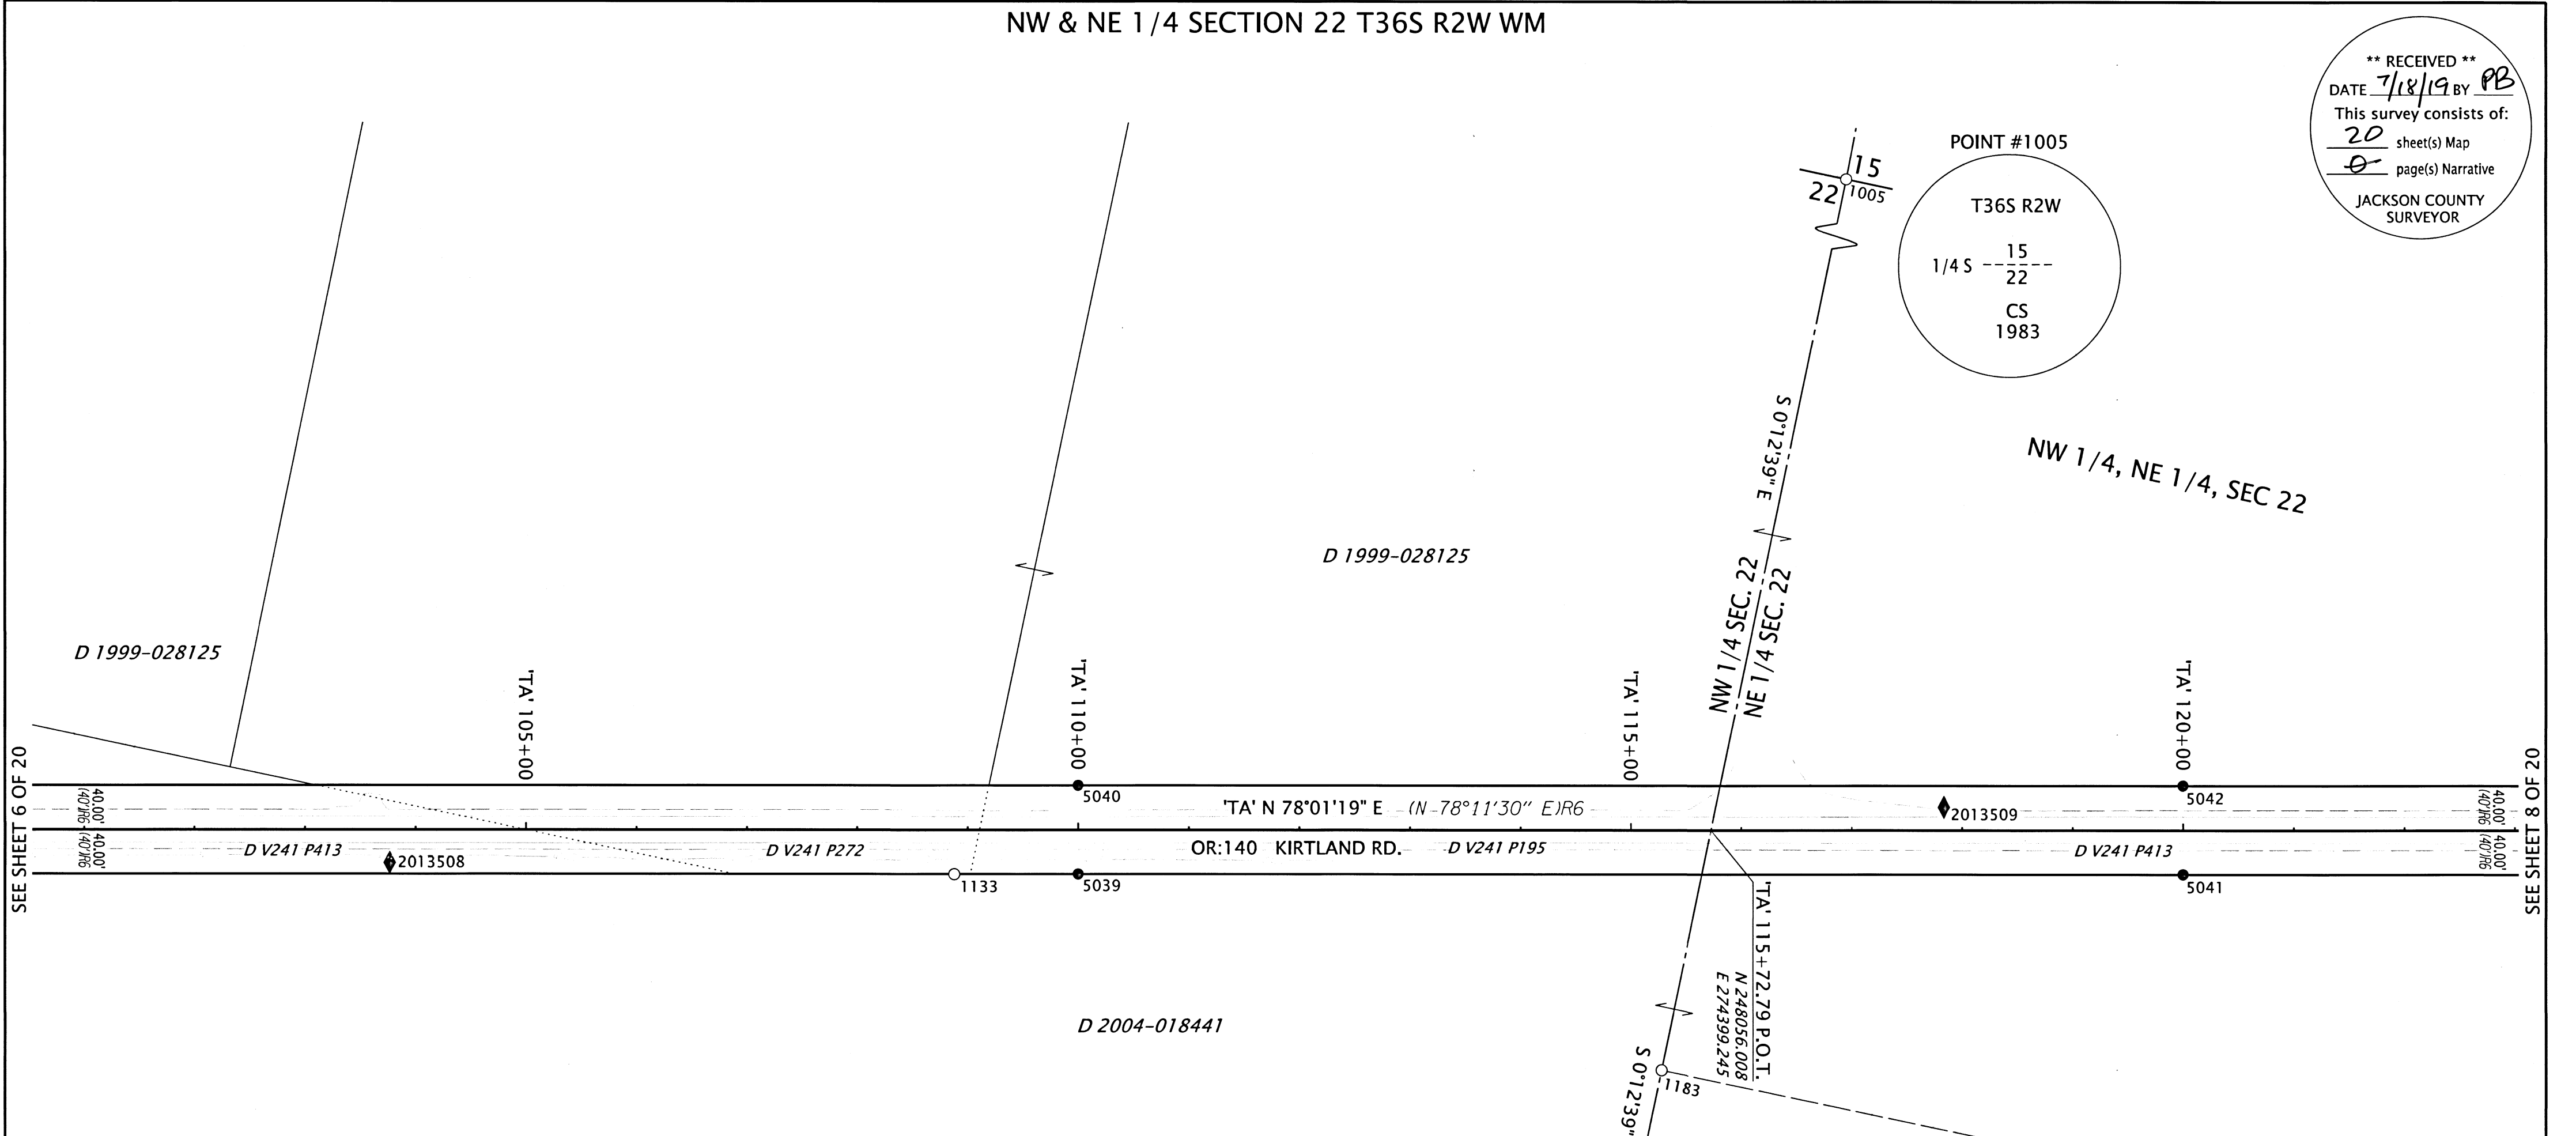 NW & NE 1/4 SECTION 22 T36S R2W WM
** RECEIVED **
DATE 7/18/19 BY PB
This survey consists of:
20 sheet(s) Map
0 page(s) Narrative
JACKSON COUNTY
SURVEYOR
POINT #1005
T36S R2W
1/4 S
15
22
CS
1983
15
22
1005
S 0°12'39" E
NW 1/4, NE 1/4, SEC 22
D 1999-028125
NW 1/4 SEC. 22
NE 1/4 SEC. 22
D 1999-028125
'TA' 105+00
'TA' 110+00
'TA' 115+00
'TA' 120+00
SEE SHEET 6 OF 20
SEE SHEET 8 OF 20
40.00'
(40')R6
5040
'TA' N 78°01'19" E (N 78°11'30" E)R6
2013509
5042
40.00'
(40')R6
40.00'
(40')R6
D V241 P413
2013508
D V241 P272
OR:140 KIRTLAND RD.
D V241 P195
D V241 P413
40.00'
(40')R6
1133
5039
5041
'TA' 115+72.79 P.O.T.
N 248056.008
E 274399.245
D 2004-018441
S 0°12'39"
1183